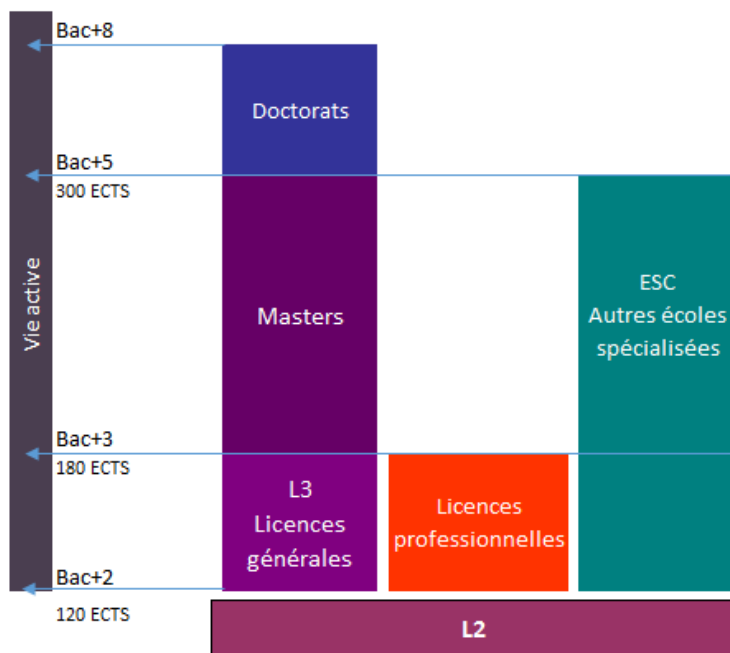 Bac+8
Doctorats
Bac+5
300 ECTS
Vie active
Masters
ESC
Autres écoles
spécialisées
Bac+3
180 ECTS
L3
Licences
générales
Licences
professionnelles
Bac+2
120 ECTS
L2